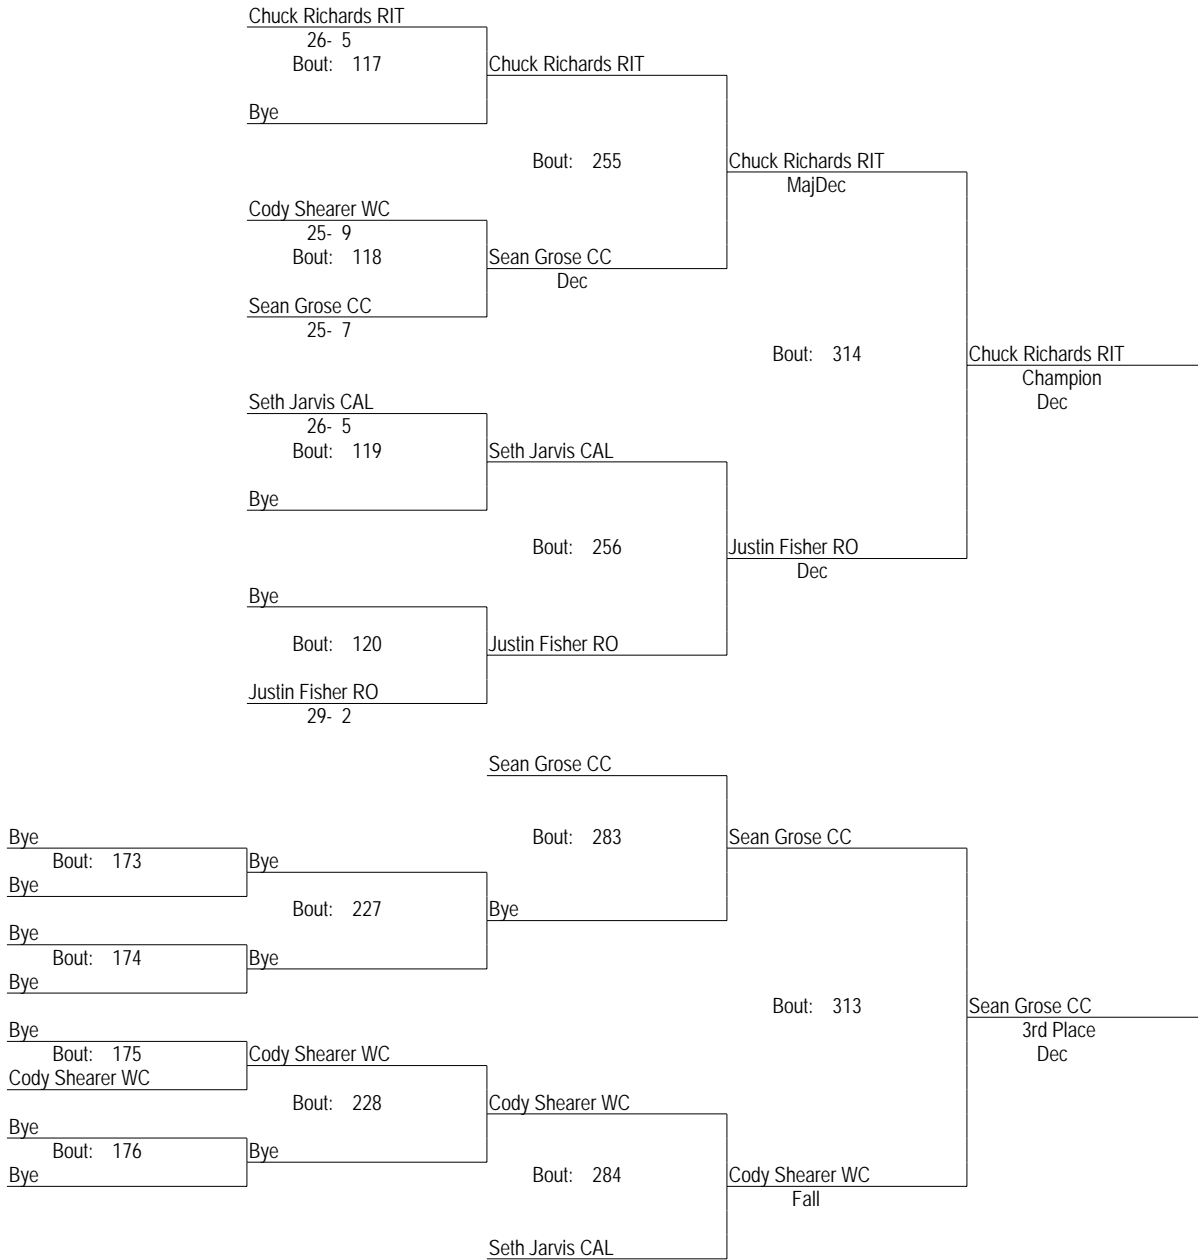 Chuck Richards RIT
26- 5
Bout: 117
Chuck Richards RIT
Bye
Bout: 255
Chuck Richards RIT
MajDec
Cody Shearer WC
25- 9
Bout: 118
Sean Grose CC
Dec
Sean Grose CC
25- 7
Bout: 314
Chuck Richards RIT
Champion
Dec
Seth Jarvis CAL
26- 5
Bout: 119
Seth Jarvis CAL
Bye
Bout: 256
Justin Fisher RO
Dec
Bye
Bout: 120
Justin Fisher RO
Justin Fisher RO
29- 2
Sean Grose CC
Bye
Bout: 283
Sean Grose CC
Bout: 173
Bye
Bye
Bout: 227
Bye
Bye
Bout: 174
Bye
Bye
Bout: 313
Sean Grose CC
3rd Place
Dec
Bye
Bout: 175
Cody Shearer WC
Cody Shearer WC
Bout: 228
Cody Shearer WC
Bye
Bout: 176
Bye
Bye
Bout: 284
Cody Shearer WC
Fall
Seth Jarvis CAL